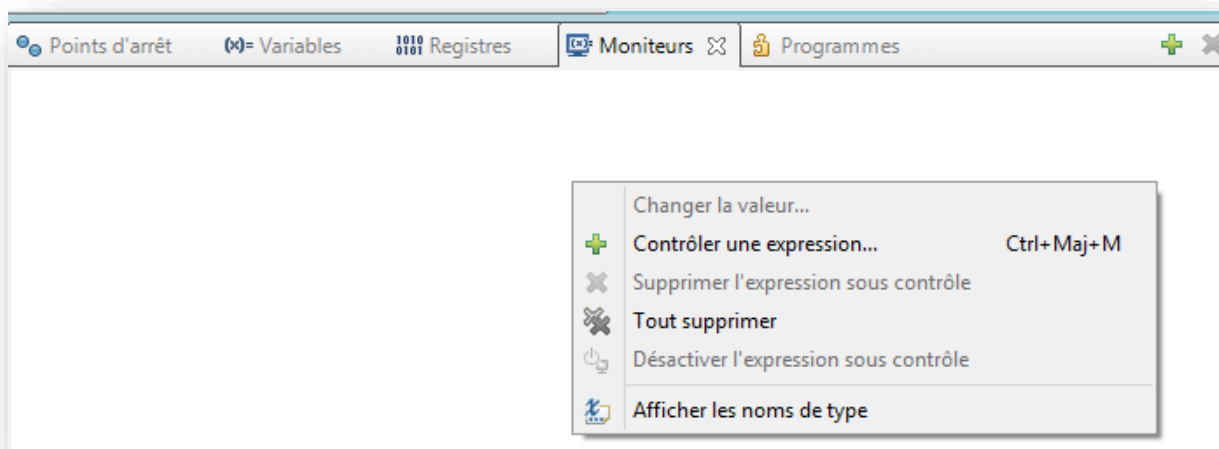 Points d'arrêt (x)= Variables 1010 0101 Registres (x)= Moniteurs Programmes
Changer la valeur...
Contrôler une expression... Ctrl+Maj+M
Supprimer l'expression sous contrôle
Tout supprimer
Désactiver l'expression sous contrôle
Afficher les noms de type